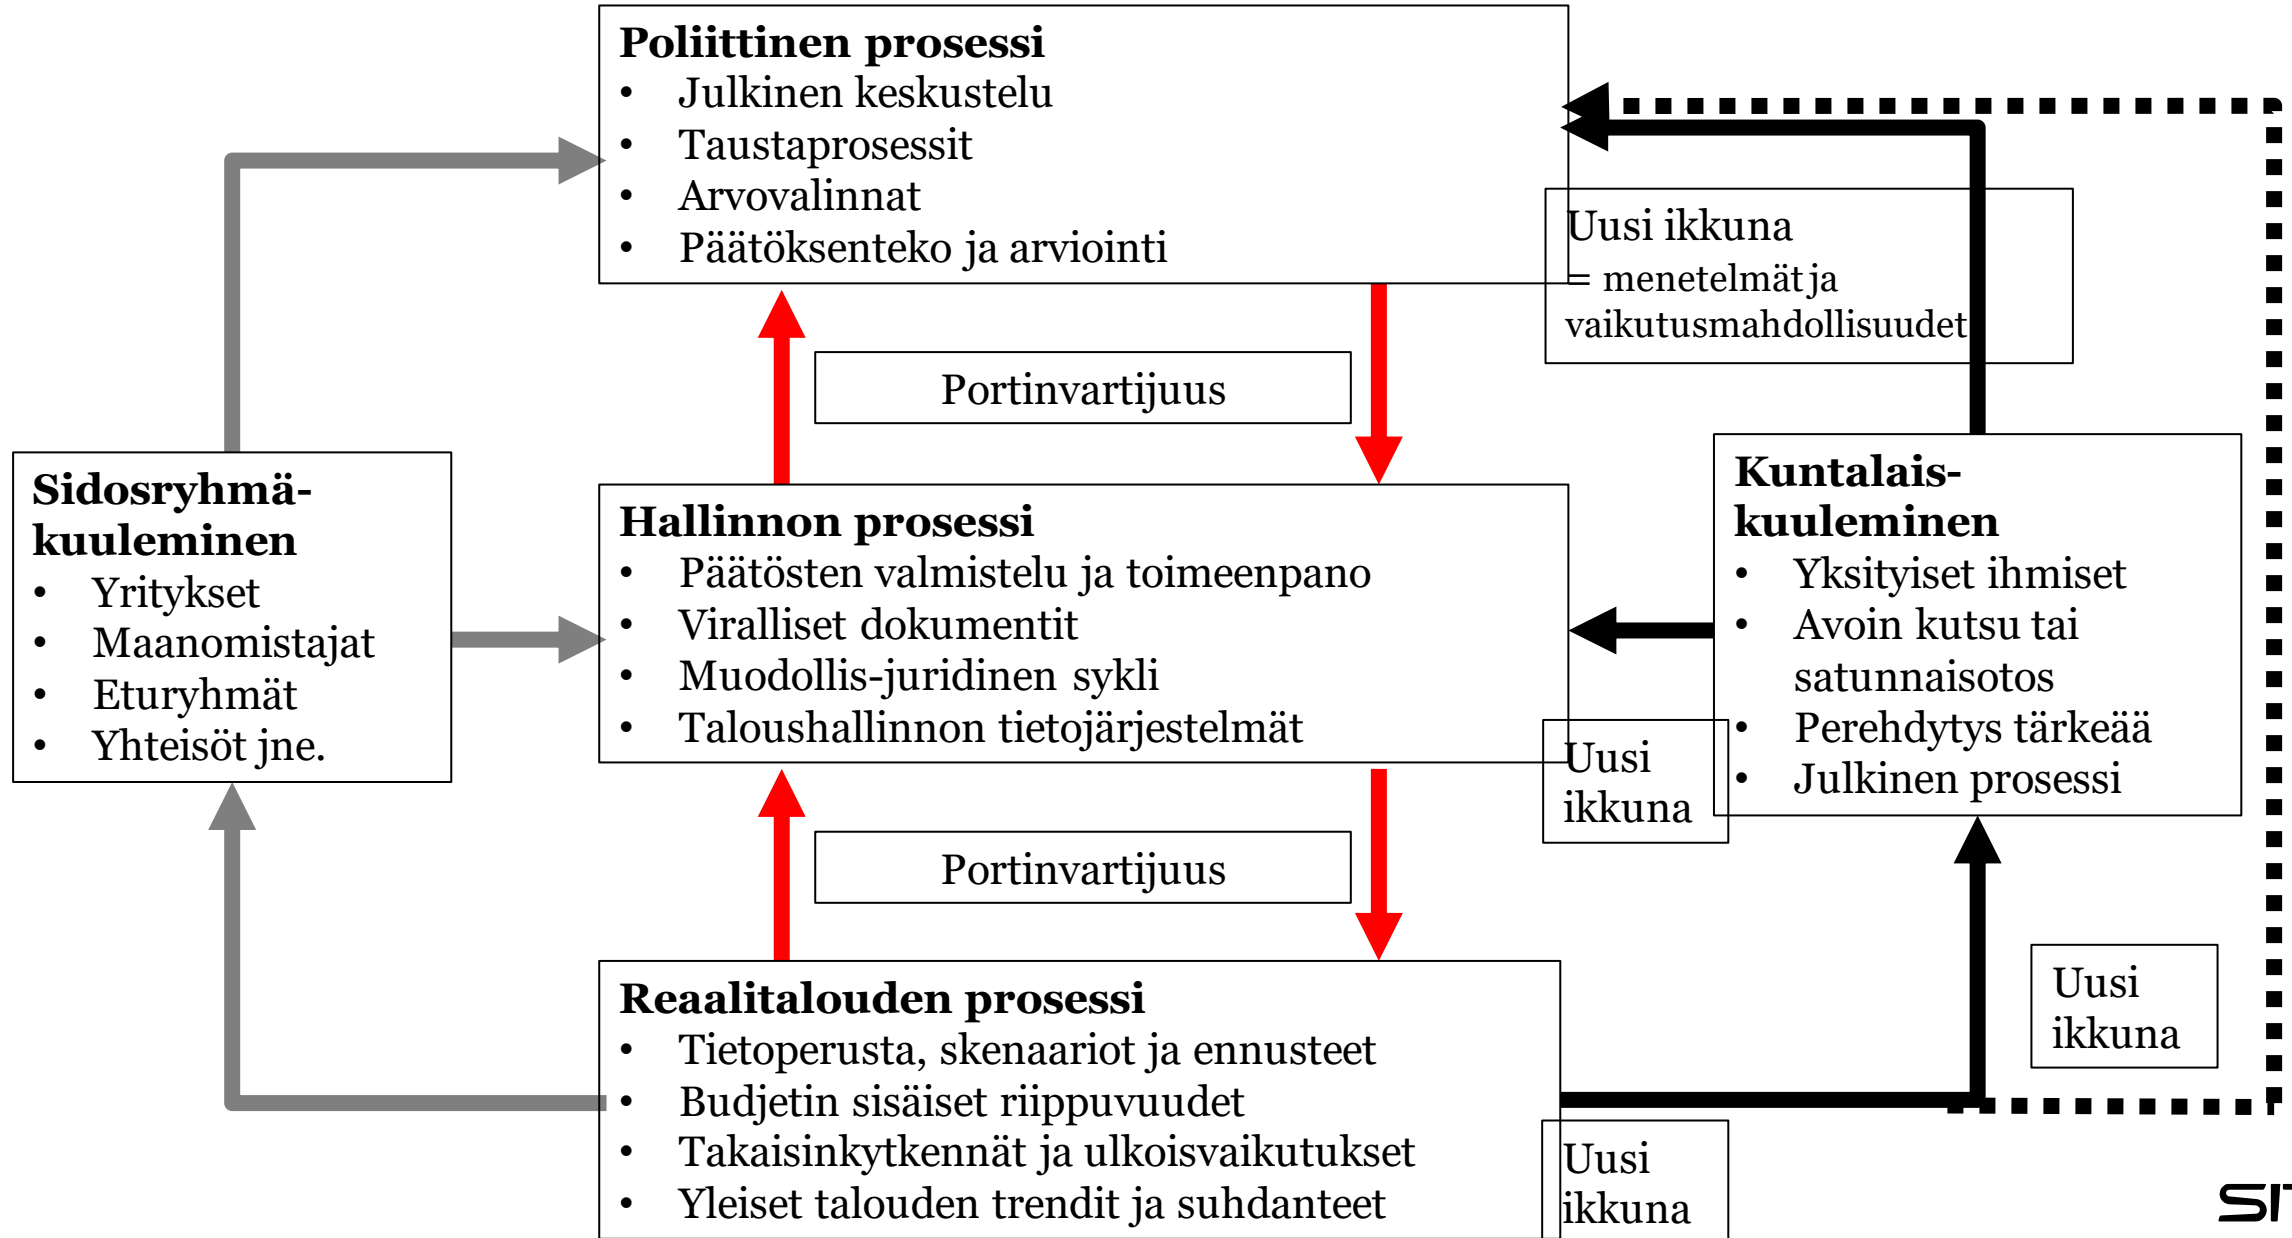 Poliittinen prosessi
• Julkinen keskustelu
• Taustaprosessit
• Arvovalinnat
• Päätöksenteko ja arviointi
Uusi ikkuna
= menetelmät ja
vaikutusmahdollisuudet
Portinvartijuus
Sidosryhmä-
kuuleminen
• Yritykset
• Maanomistajat
• Eturyhmät
• Yhteisöt jne.
Hallinnon prosessi
• Päätösten valmistelu ja toimeenpano
• Viralliset dokumentit
• Muodollis-juridinen sykli
• Taloushallinnon tietojärjestelmät
Kuntalais-
kuuleminen
• Yksityiset ihmiset
• Avoin kutsu tai
satunnaisotos
• Perehdytys tärkeää
• Julkinen prosessi
Uusi
ikkuna
Portinvartijuus
Uusi
ikkuna
Reaalitalouden prosessi
• Tietoperusta, skenaariot ja ennusteet
• Budjetin sisäiset riippuvuudet
• Takaisinkytkennät ja ulkoisvaikutukset
• Yleiset talouden trendit ja suhdanteet
Uusi
ikkuna